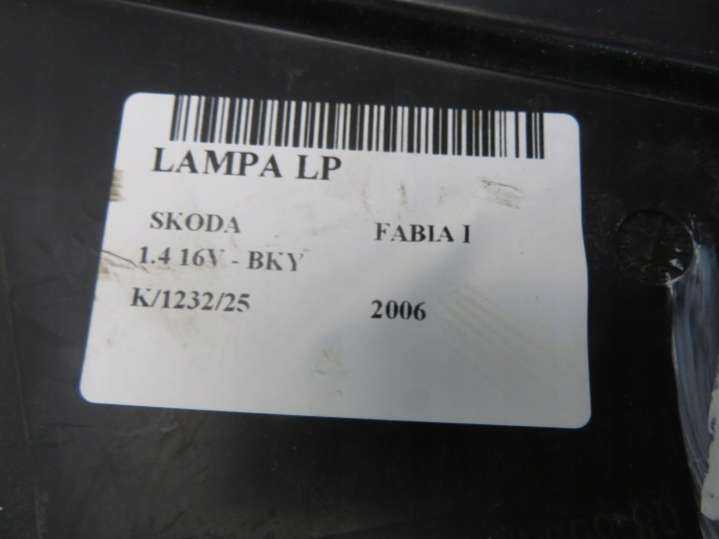 LAMPA LP
SKODA FABIA I
1.4 16V - BKY
K/1232/25 2006